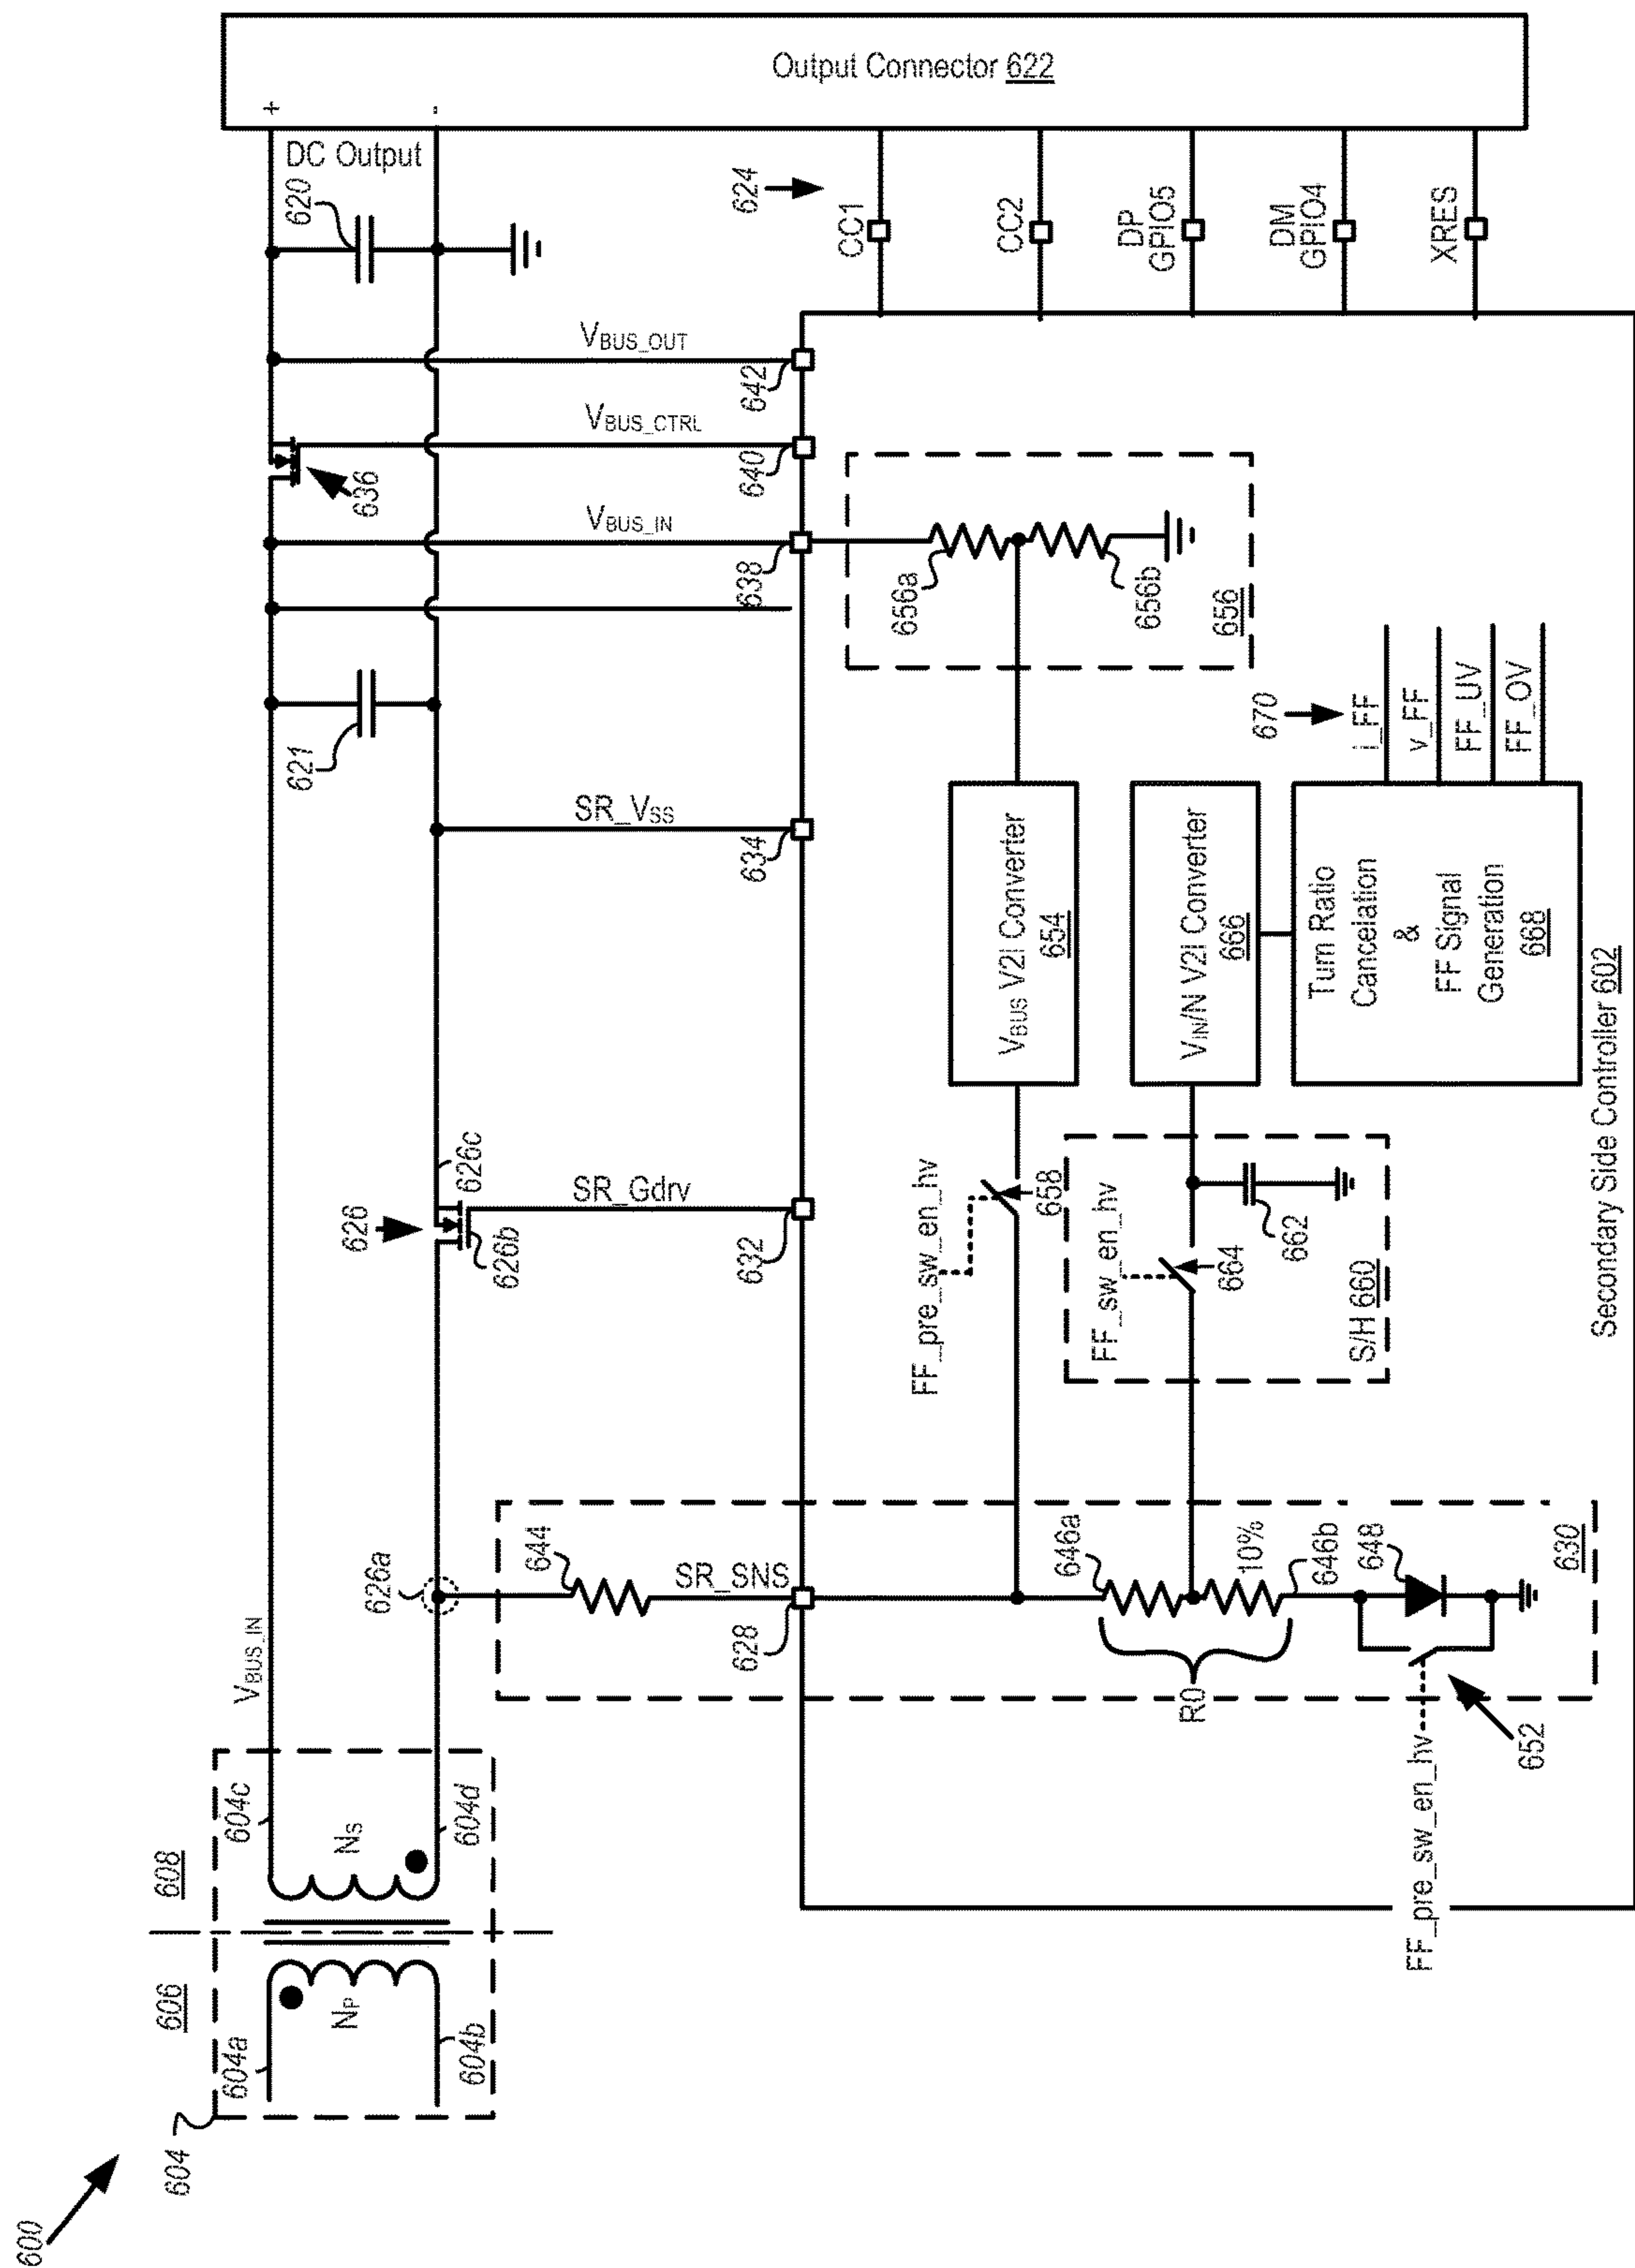 600
604
606
608
604a
604b
604c
604d
NP
NS
VBUS_IN
626a
626
626b
626c
621
636
620
DC Output
+
-
Output Connector 622
644
SR_SNS
628
SR_Gdrv
632
SR_VSS
634
VBUS_IN
638
VBUS_CTRL
640
VBUS_OUT
642
624
CC1
CC2
DP
GPIO5
DM
GPIO4
XRES
646a
10%
646b
R0
648
630
652
FF_pre_sw_en_hv
FF_pre_sw_en_hv
658
FF_sw_en_hv
664
662
S/H 660
VBUS V2I Converter
654
VIN/N V2I Converter
666
Turn Ratio
Cancelation
&
FF Signal
Generation
668
656a
656b
656
670
i_FF
v_FF
FF_UV
FF_OV
Secondary Side Controller 602